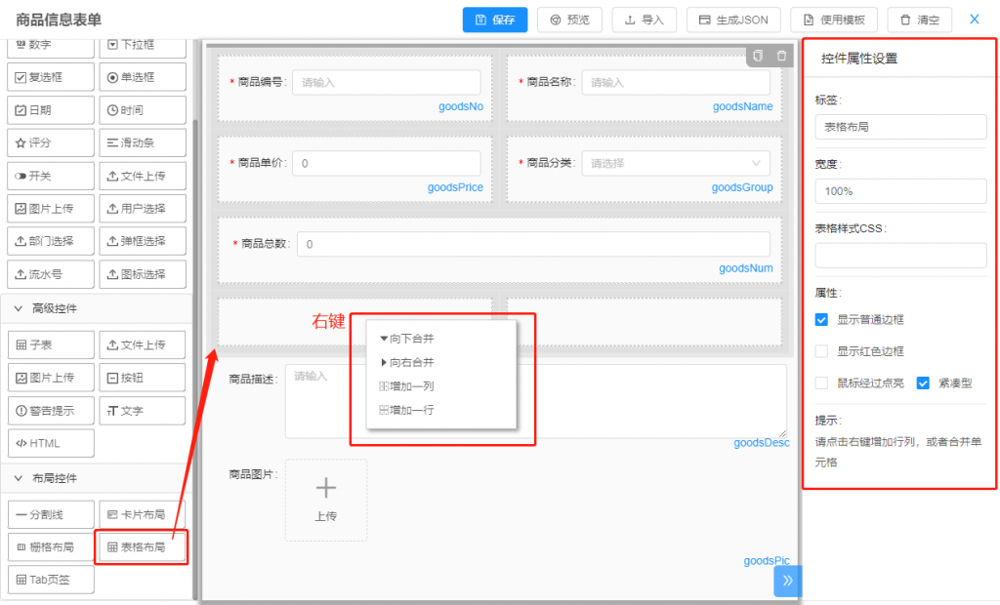 商品信息表单
保存
预览
导入
生成JSON
使用模板
清空
数字
下拉框
复选框
单选框
日期
时间
评分
滑动条
开关
文件上传
图片上传
用户选择
部门选择
弹框选择
流水号
图标选择
高级控件
子表
文件上传
图片上传
按钮
警告提示
文字
HTML
布局控件
分割线
卡片布局
栅格布局
表格布局
Tab页签
* 商品编号: 请输入
goodsNo
* 商品名称: 请输入
goodsName
* 商品单价: 0
goodsPrice
* 商品分类: 请选择
goodsGroup
* 商品总数: 0
goodsNum
右键
向下合并
向右合并
增加一列
增加一行
商品描述: 请输入
goodsDesc
商品图片:
上传
goodsPic
控件属性设置
标签:
表格布局
宽度:
100%
表格样式CSS:
属性:
显示普通边框
显示红色边框
鼠标经过点亮 紧凑型
提示:
请点击右键增加行列，或者合并单
元格